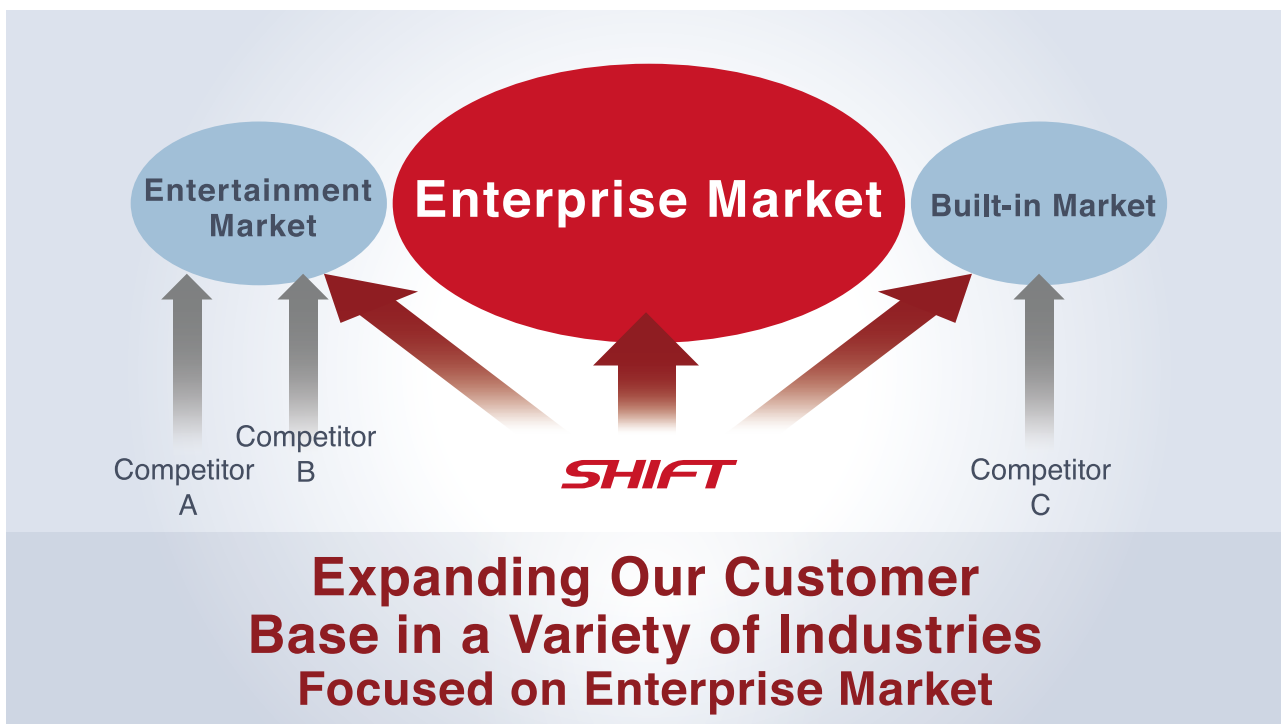 Entertainment
Market
Enterprise Market
Built-in Market
Competitor
A
Competitor
B
SHIFT
Competitor
C
Expanding Our Customer
Base in a Variety of Industries
Focused on Enterprise Market